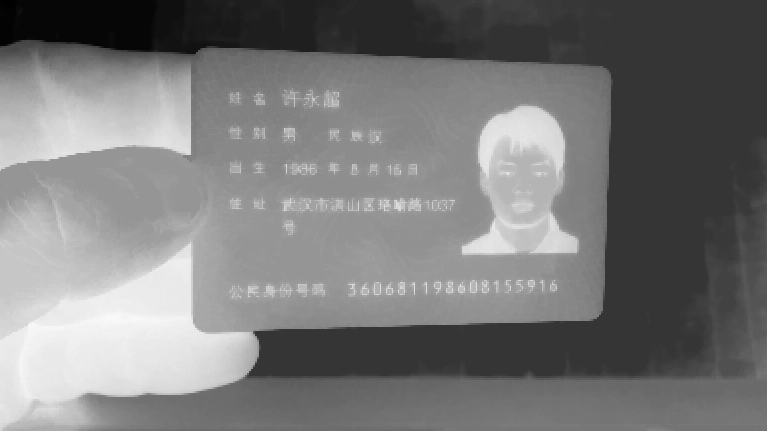 姓名 许永超
性别 男 民族 汉
出生 1986 年 8 月 15 日
住址 武汉市洪山区珞喻路1037
号
公民身份号码 360681198608155916